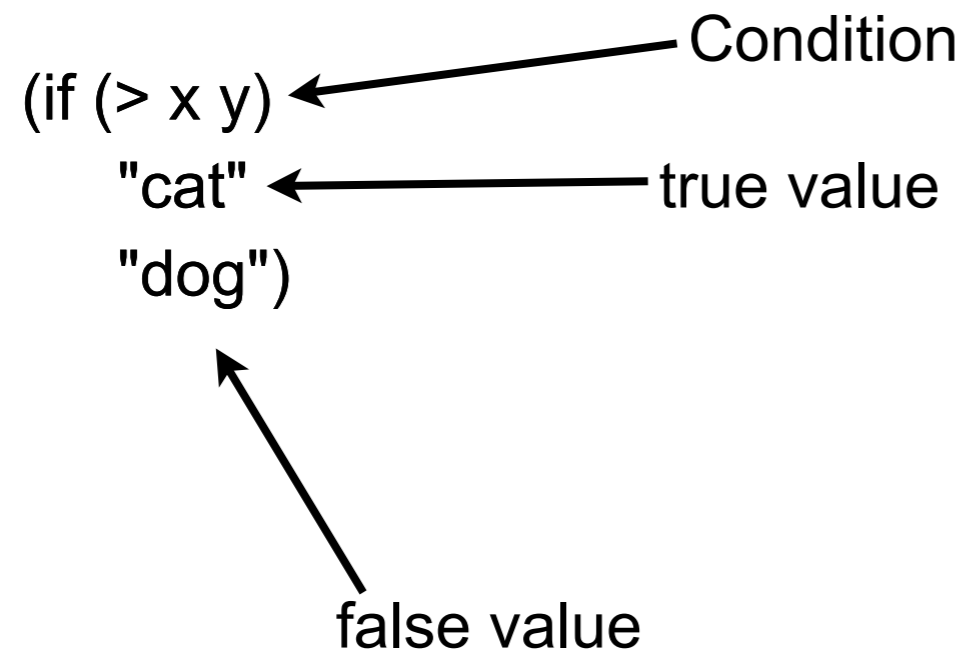 Condition
(if (> x y)
"cat"
true value
"dog")
false value